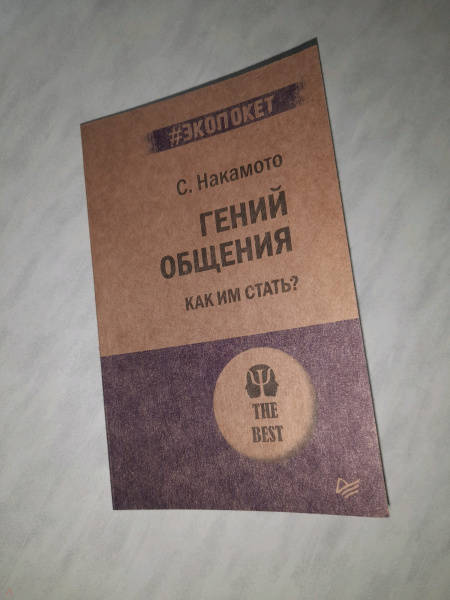 #ЭКОПОКЕТ
С. Накамото
ГЕНИЙ
ОБЩЕНИЯ
КАК ИМ СТАТЬ?
Ψ
THE
BEST